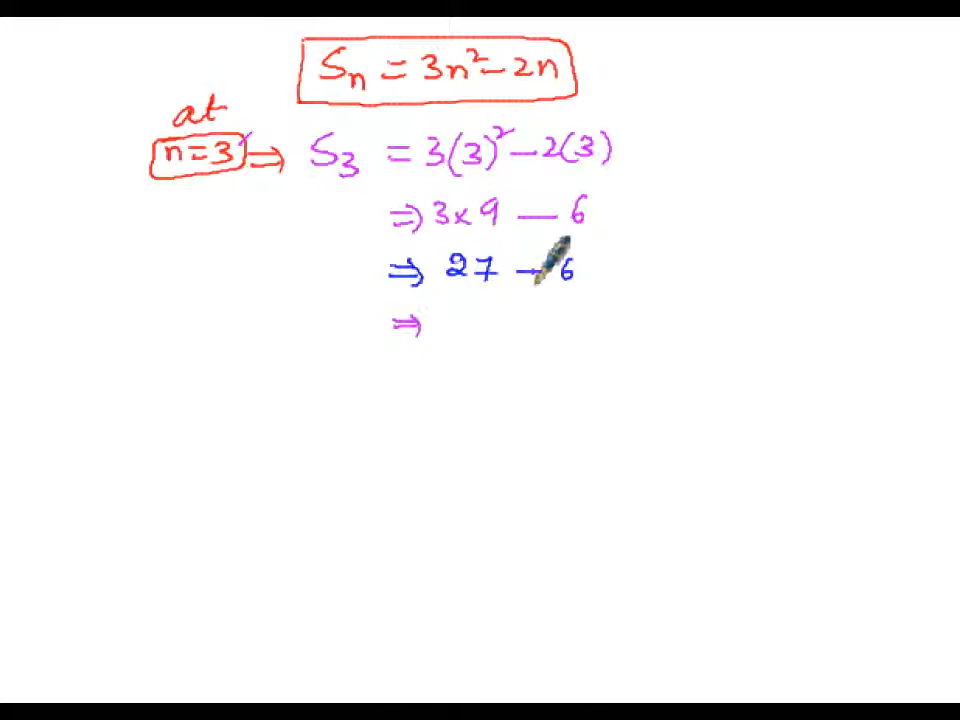 Sn = 3n² - 2n
at
n = 3 ⇒ S₃ = 3(3)² - 2(3)
⇒ 3 × 9 - 6
⇒ 27 - 6
⇒